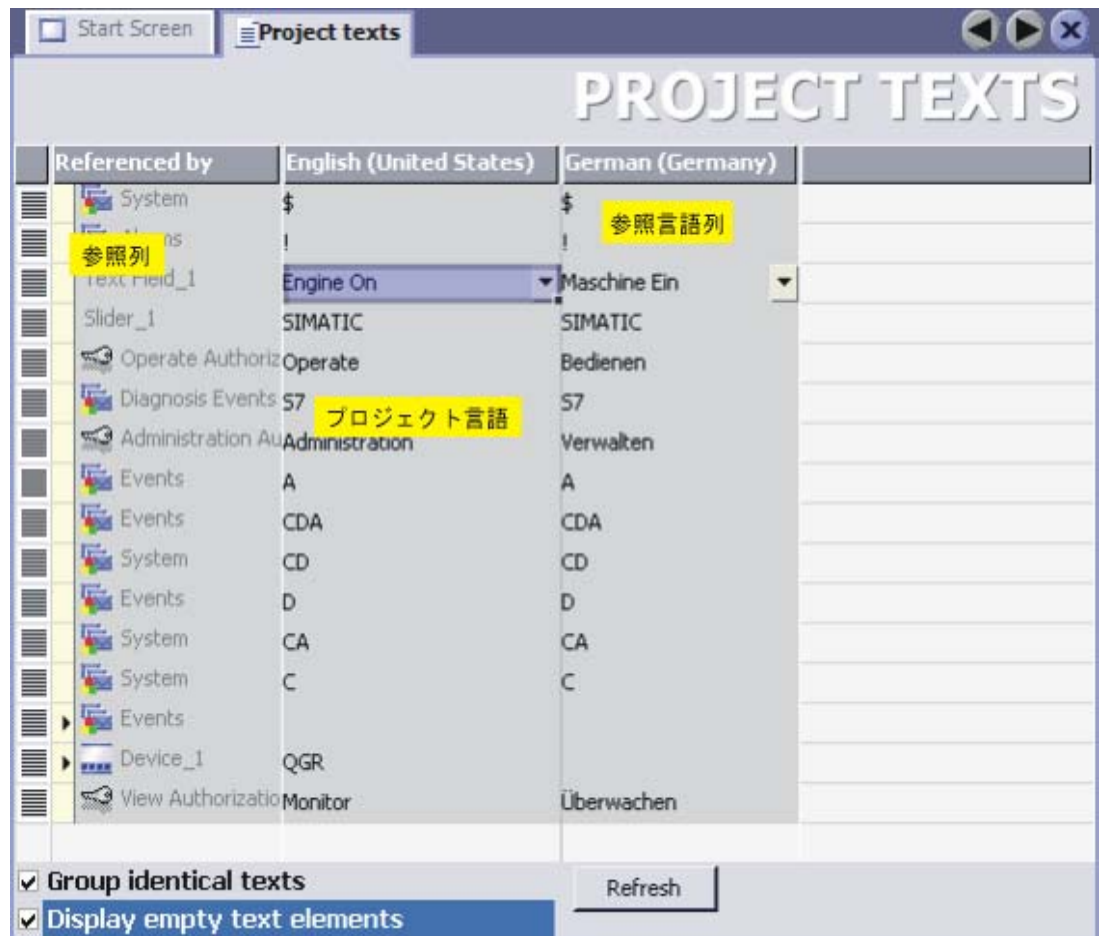 Start Screen Project texts
PROJECT TEXTS
Referenced by English (United States) German (Germany)
System $ $
参照言語列
! !
参照列
Text Field_1 Engine On Maschine Ein
Slider_1 SIMATIC SIMATIC
Operate Authoriz Operate Bedienen
Diagnosis Events S7 S7
プロジェクト言語
Administration Au Administration Verwalten
Events A A
Events CDA CDA
System CD CD
Events D D
System CA CA
System C C
Events
Device_1 QGR
View Authorizatio Monitor Überwachen
Group identical texts Refresh
Display empty text elements